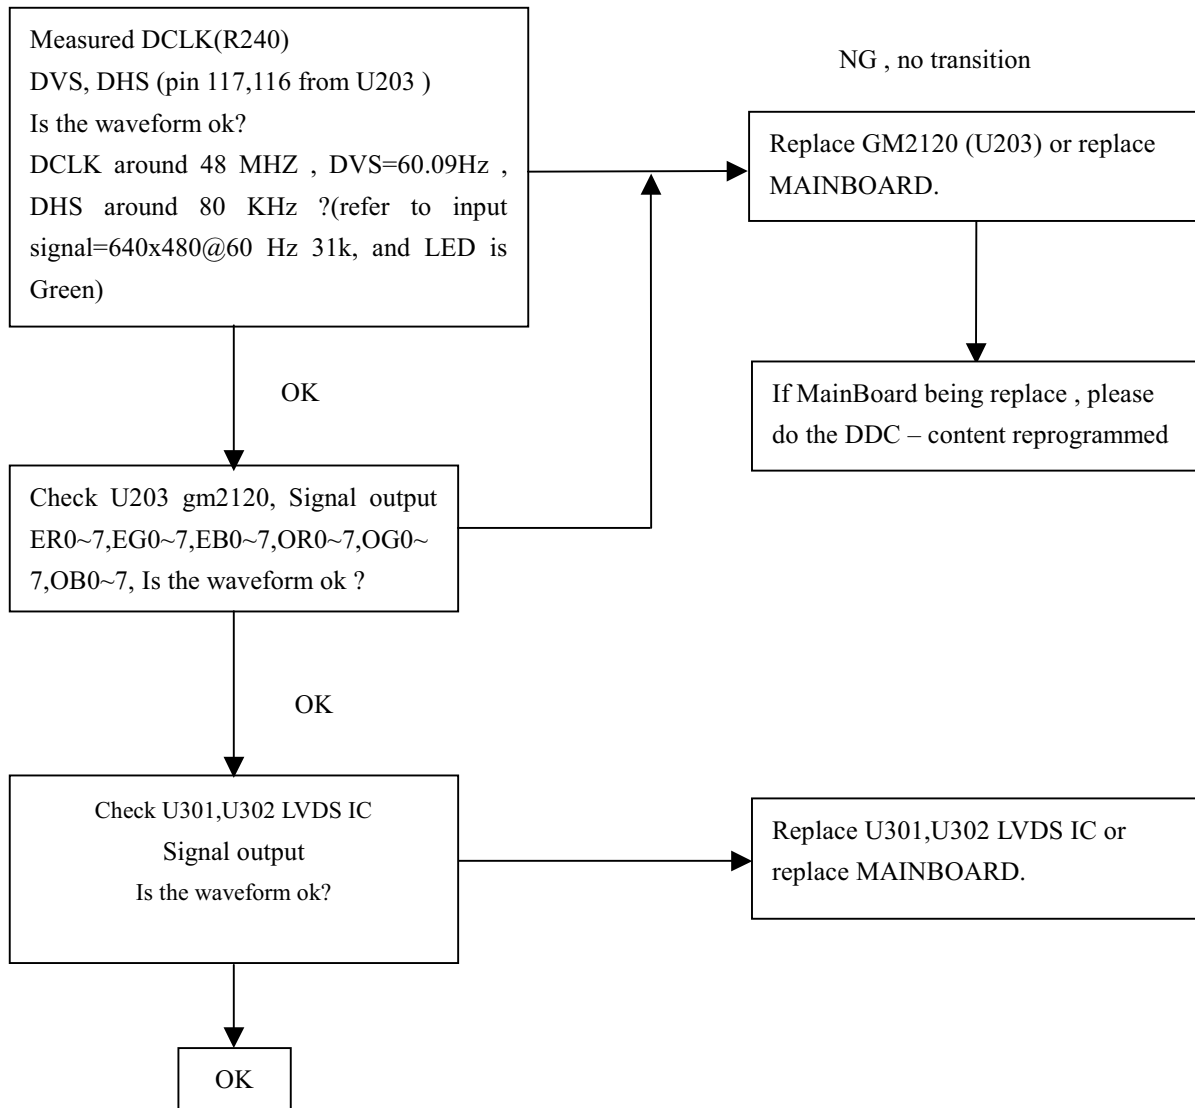 Measured DCLK(R240)
DVS, DHS (pin 117,116 from U203 )
Is the waveform ok?
DCLK around 48 MHZ , DVS=60.09Hz ,
DHS around 80 KHz ?(refer to input
signal=640x480@60 Hz 31k, and LED is
Green)
NG , no transition
Replace GM2120 (U203) or replace
MAINBOARD.
If MainBoard being replace , please
do the DDC – content reprogrammed
OK
Check U203 gm2120, Signal output
ER0~7,EG0~7,EB0~7,OR0~7,OG0~
7,OB0~7, Is the waveform ok ?
OK
Check U301,U302 LVDS IC
Signal output
Is the waveform ok?
Replace U301,U302 LVDS IC or
replace MAINBOARD.
OK